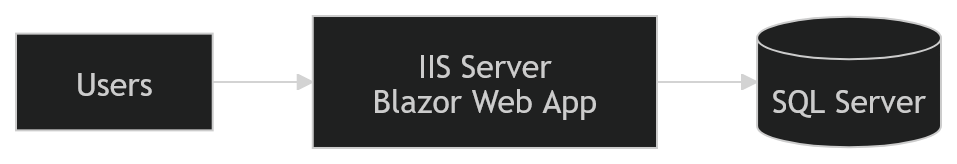 Users
IIS Server
Blazor Web App
SQL Server